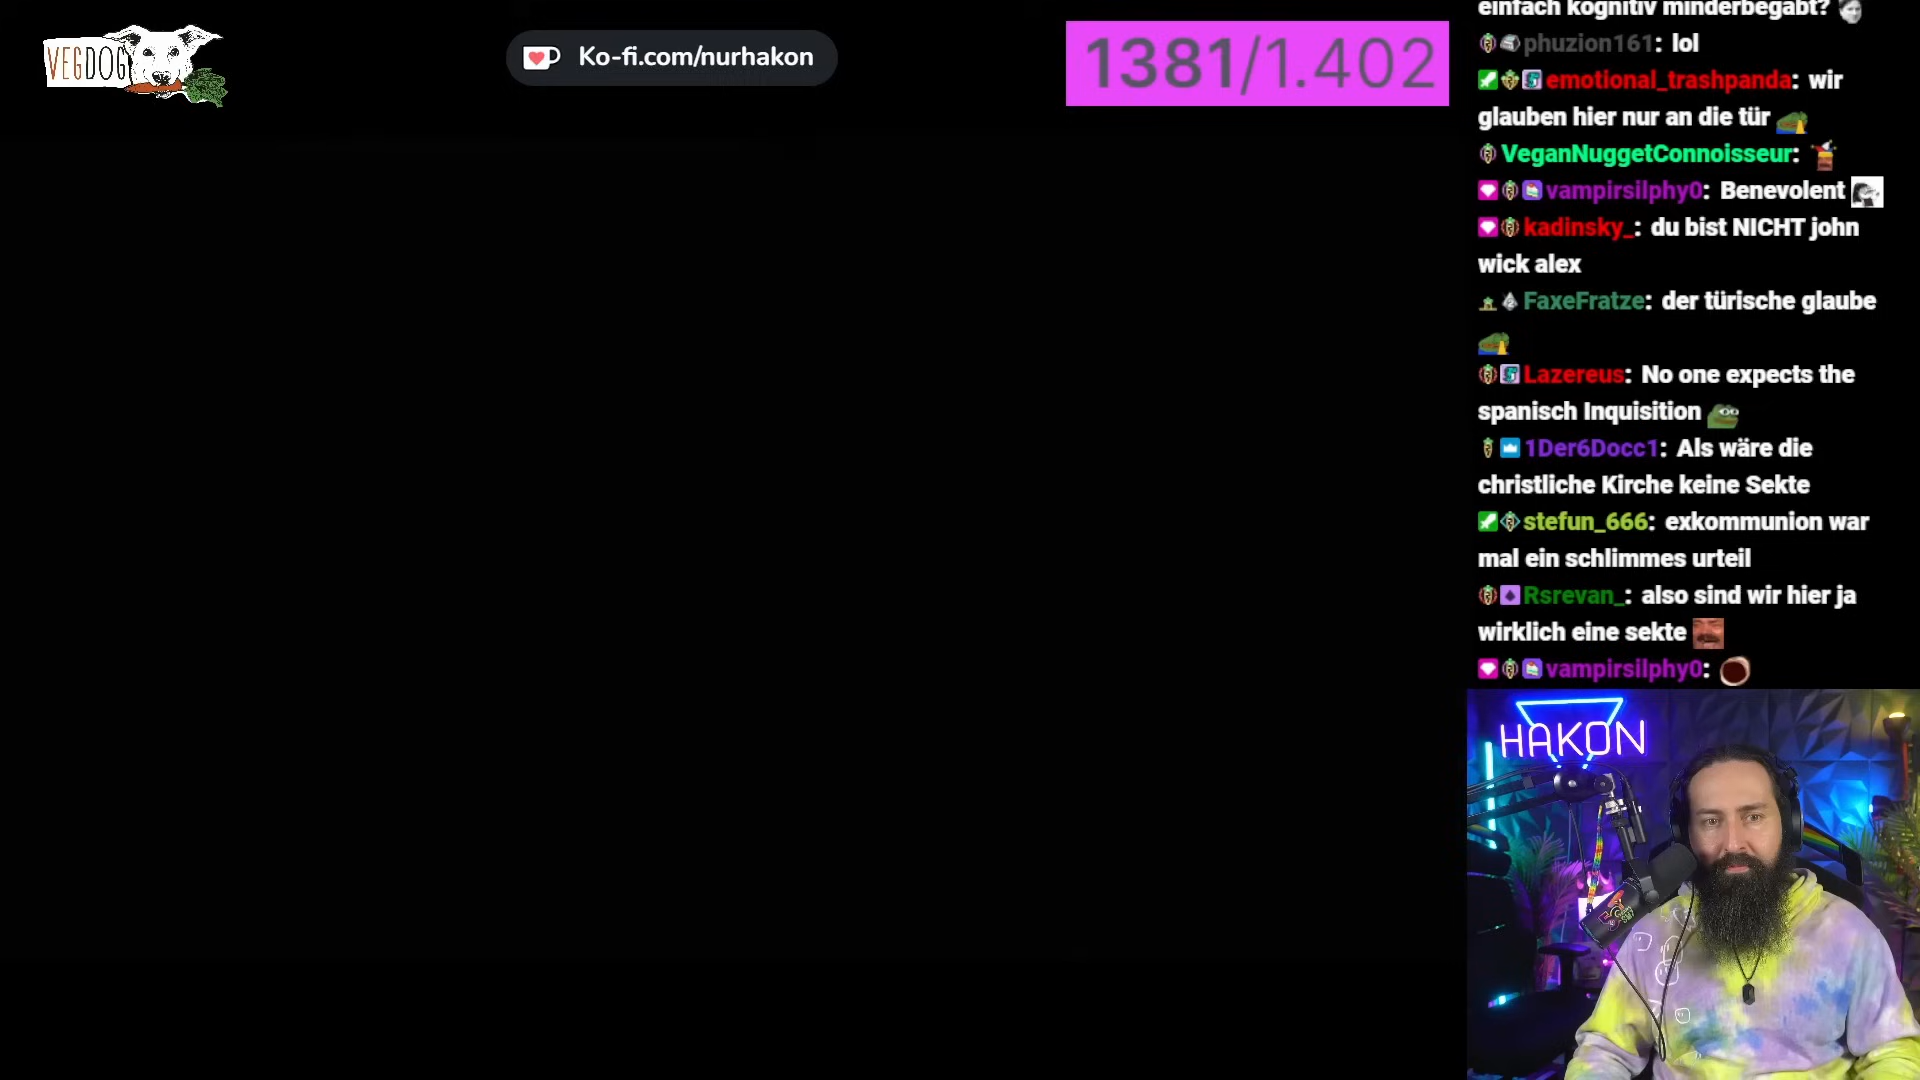 VEGDOG
Ko-fi.com/nurhakon
1381/1.402
einfach kognitiv minderbegabt?
phuzion161: lol
emotional_trashpanda: wir
glauben hier nur an die tür
VeganNuggetConnoisseur:
vampirsilphy0: Benevolent
kadinsky_: du bist NICHT john
wick alex
FaxeFratze: der türische glaube
Lazereus: No one expects the
spanisch Inquisition
1Der6Docc1: Als wäre die
christliche Kirche keine Sekte
stefun_666: exkommunion war
mal ein schlimmes urteil
Rsrevan_: also sind wir hier ja
wirklich eine sekte
vampirsilphy0:
HAKON